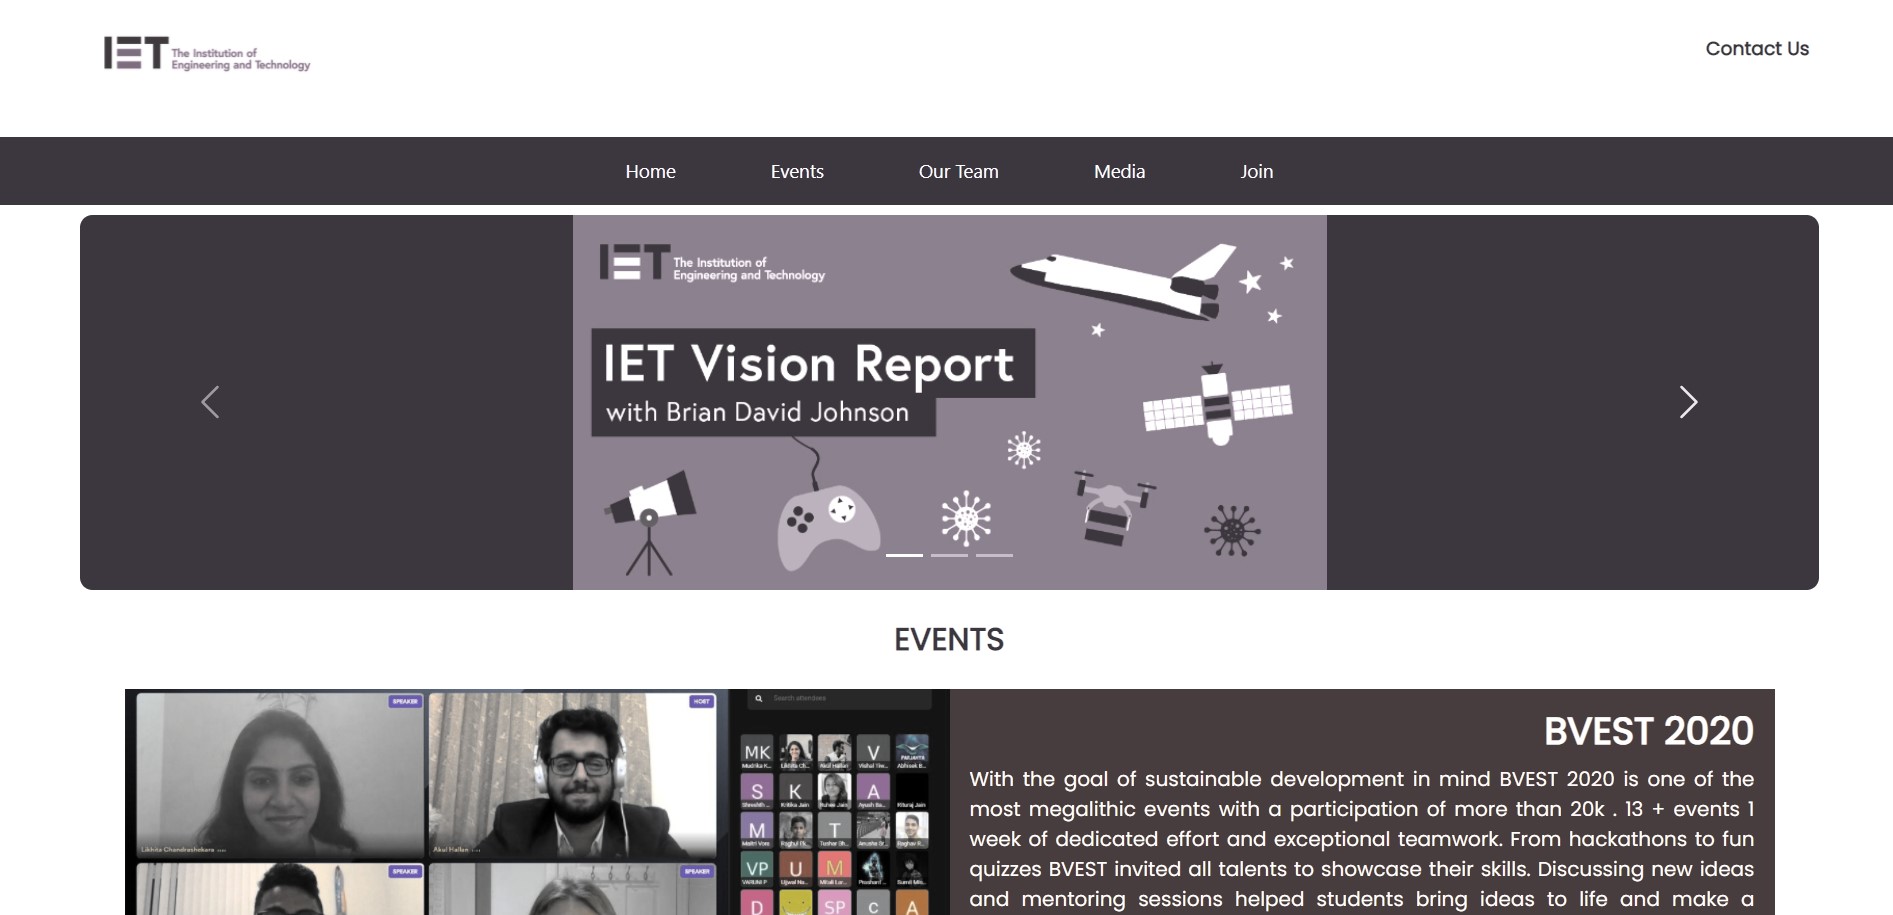 IET The Institution of
Engineering and Technology
Contact Us
Home Events Our Team Media Join
IET The Institution of
Engineering and Technology
IET Vision Report
with Brian David Johnson
EVENTS
SPEAKER
HOST
Search attendees
MK
V
S K A
M T
VP U M
D SP C A
Likhita Chandrashekara
Akul Hallan
SPEAKER
SPEAKER
BVEST 2020
With the goal of sustainable development in mind BVEST 2020 is one of the
most megalithic events with a participation of more than 20k . 13 + events 1
week of dedicated effort and exceptional teamwork. From hackathons to fun
quizzes BVEST invited all talents to showcase their skills. Discussing new ideas
and mentoring sessions helped students bring ideas to life and make a